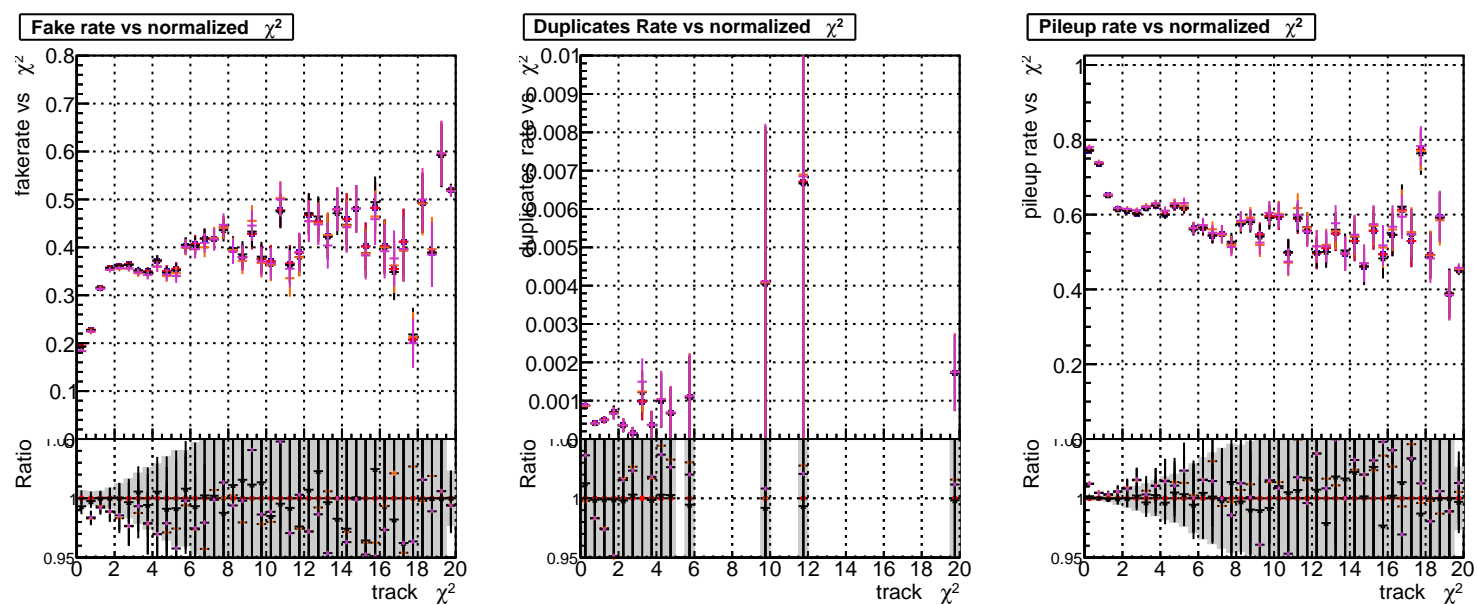 Fake rate vs normalized χ²
fakerate vs χ²
0.8
0.7
0.6
0.5
0.4
0.3
0.2
0.1
Ratio
1
0.95
0 2 4 6 8 10 12 14 16 18 20
track χ²
Duplicates Rate vs normalized χ²
duplicates rate vs χ²
0.01
0.009
0.008
0.007
0.006
0.005
0.004
0.003
0.002
0.001
Ratio
1
0.95
0 2 4 6 8 10 12 14 16 18 20
track χ²
Pileup rate vs normalized χ²
pileup rate vs χ²
1
0.8
0.6
0.4
0.2
Ratio
1
0.95
0 2 4 6 8 10 12 14 16 18 20
track χ²